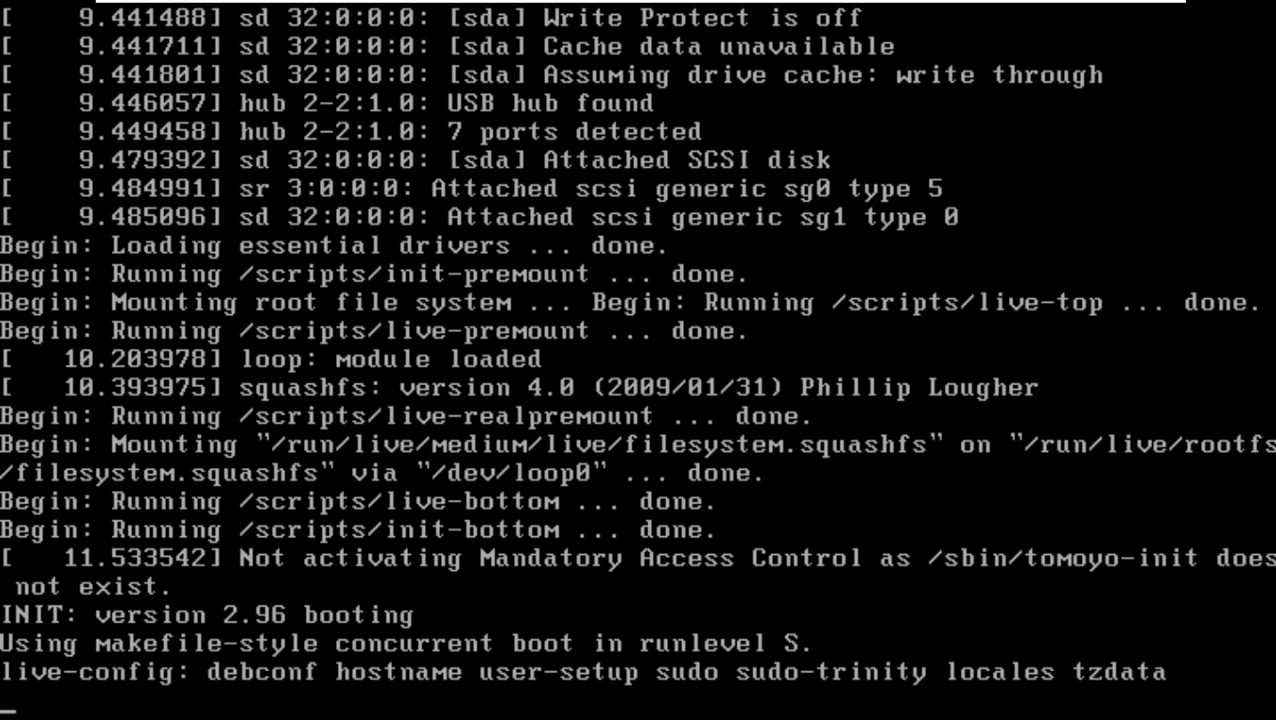 [    9.441488] sd 32:0:0:0: [sda] Write Protect is off
[    9.441711] sd 32:0:0:0: [sda] Cache data unavailable
[    9.441801] sd 32:0:0:0: [sda] Assuming drive cache: write through
[    9.446057] hub 2-2:1.0: USB hub found
[    9.449458] hub 2-2:1.0: 7 ports detected
[    9.479392] sd 32:0:0:0: [sda] Attached SCSI disk
[    9.484991] sr 3:0:0:0: Attached scsi generic sg0 type 5
[    9.485096] sd 32:0:0:0: Attached scsi generic sg1 type 0
Begin: Loading essential drivers ... done.
Begin: Running /scripts/init-premount ... done.
Begin: Mounting root file system ... Begin: Running /scripts/live-top ... done.
Begin: Running /scripts/live-premount ... done.
[   10.203978] loop: module loaded
[   10.393975] squashfs: version 4.0 (2009/01/31) Phillip Lougher
Begin: Running /scripts/live-realpremount ... done.
Begin: Mounting "/run/live/medium/live/filesystem.squashfs" on "/run/live/rootfs
/filesystem.squashfs" via "/dev/loop0" ... done.
Begin: Running /scripts/live-bottom ... done.
Begin: Running /scripts/init-bottom ... done.
[   11.533542] Not activating Mandatory Access Control as /sbin/tomoyo-init does
 not exist.
INIT: version 2.96 booting
Using makefile-style concurrent boot in runlevel S.
live-config: debconf hostname user-setup sudo sudo-trinity locales tzdata
_